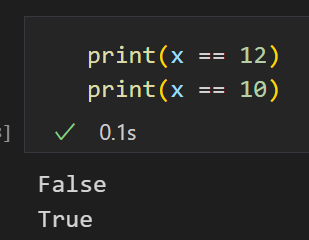 print(x == 12)
print(x == 10)
] 0.1s
False
True